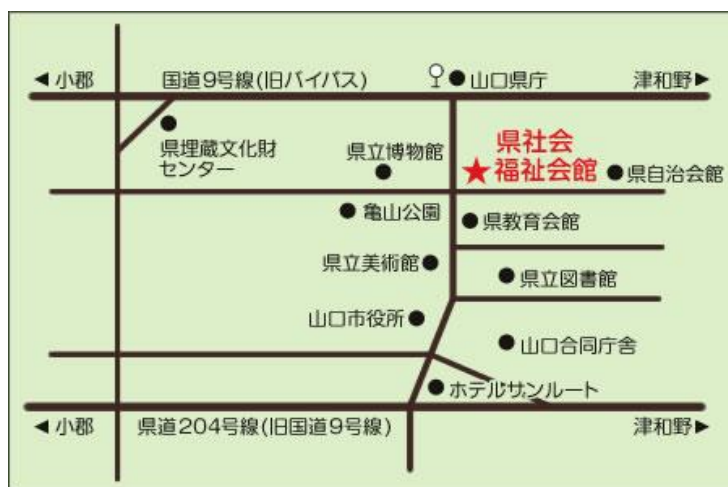 ◀小郡
国道9号線(旧バイパス)
山口県庁
津和野▶
県埋蔵文化財
センター
県立博物館
県社会
福祉会館
県自治会館
亀山公園
県教育会館
県立美術館
県立図書館
山口市役所
山口合同庁舎
ホテルサンルート
◀小郡
県道204号線(旧国道9号線)
津和野▶